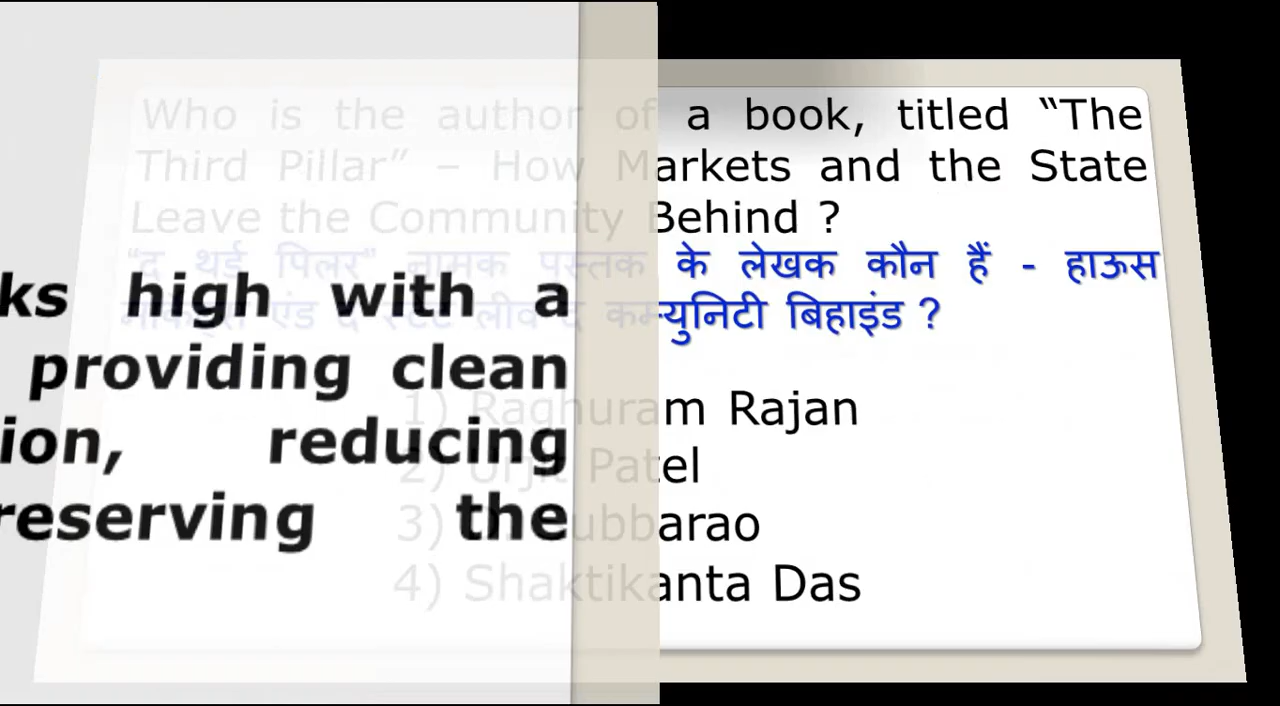 Who is the author of a book, titled “The
Third Pillar” – How Markets and the State
Leave the Community Behind ?
“द थर्ड पिलर” नामक पुस्तक के लेखक कौन हैं - हाऊस
एंड द स्टेट लीव द कम्युनिटी बिहाइंड ?
1) Raghuram Rajan
2) Urjit Patel
3) ubbarao
4) Shaktikanta Das
ks high with a
providing clean
ion, reducing
reserving the